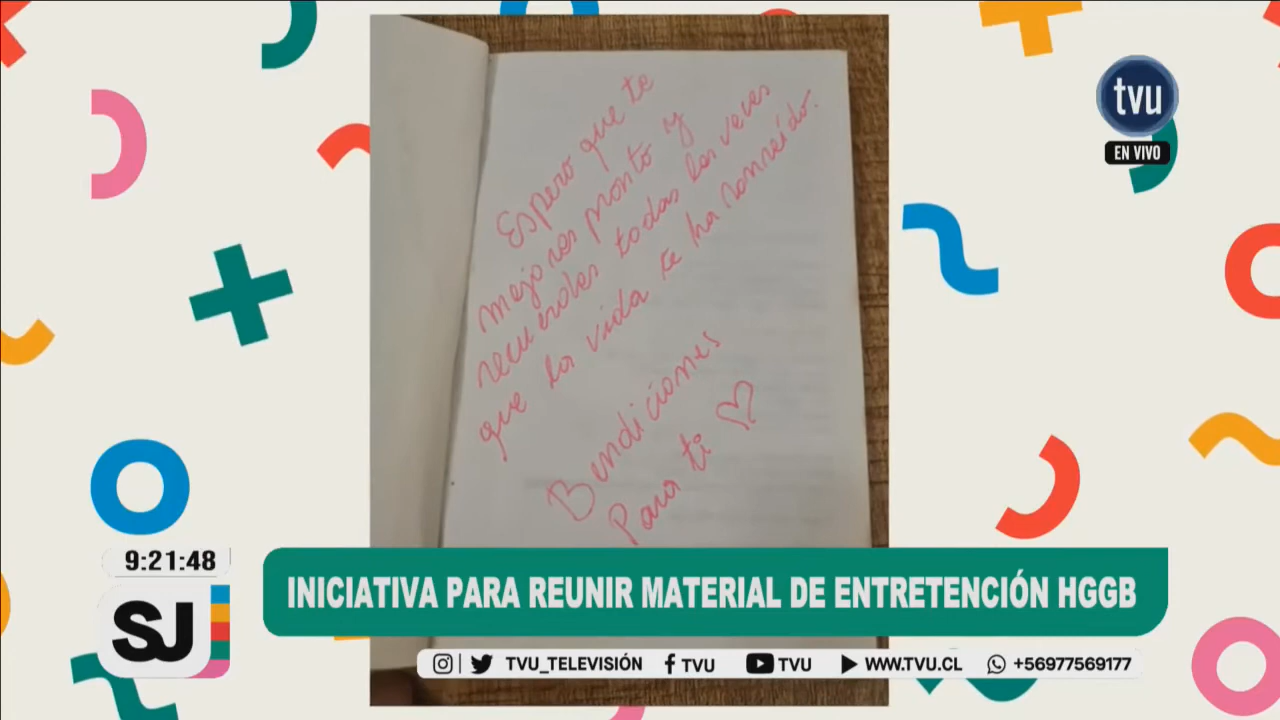 Espero que te
mejores pronto y
recuerdes todas las veces
que la vida te ha sonreído.
Bendiciones
Para ti
tvu
EN VIVO
9:21:48
SJ
INICIATIVA PARA REUNIR MATERIAL DE ENTRETENCIÓN HGGB
TVU_TELEVISIÓN TVU TVU WWW.TVU.CL +56977569177